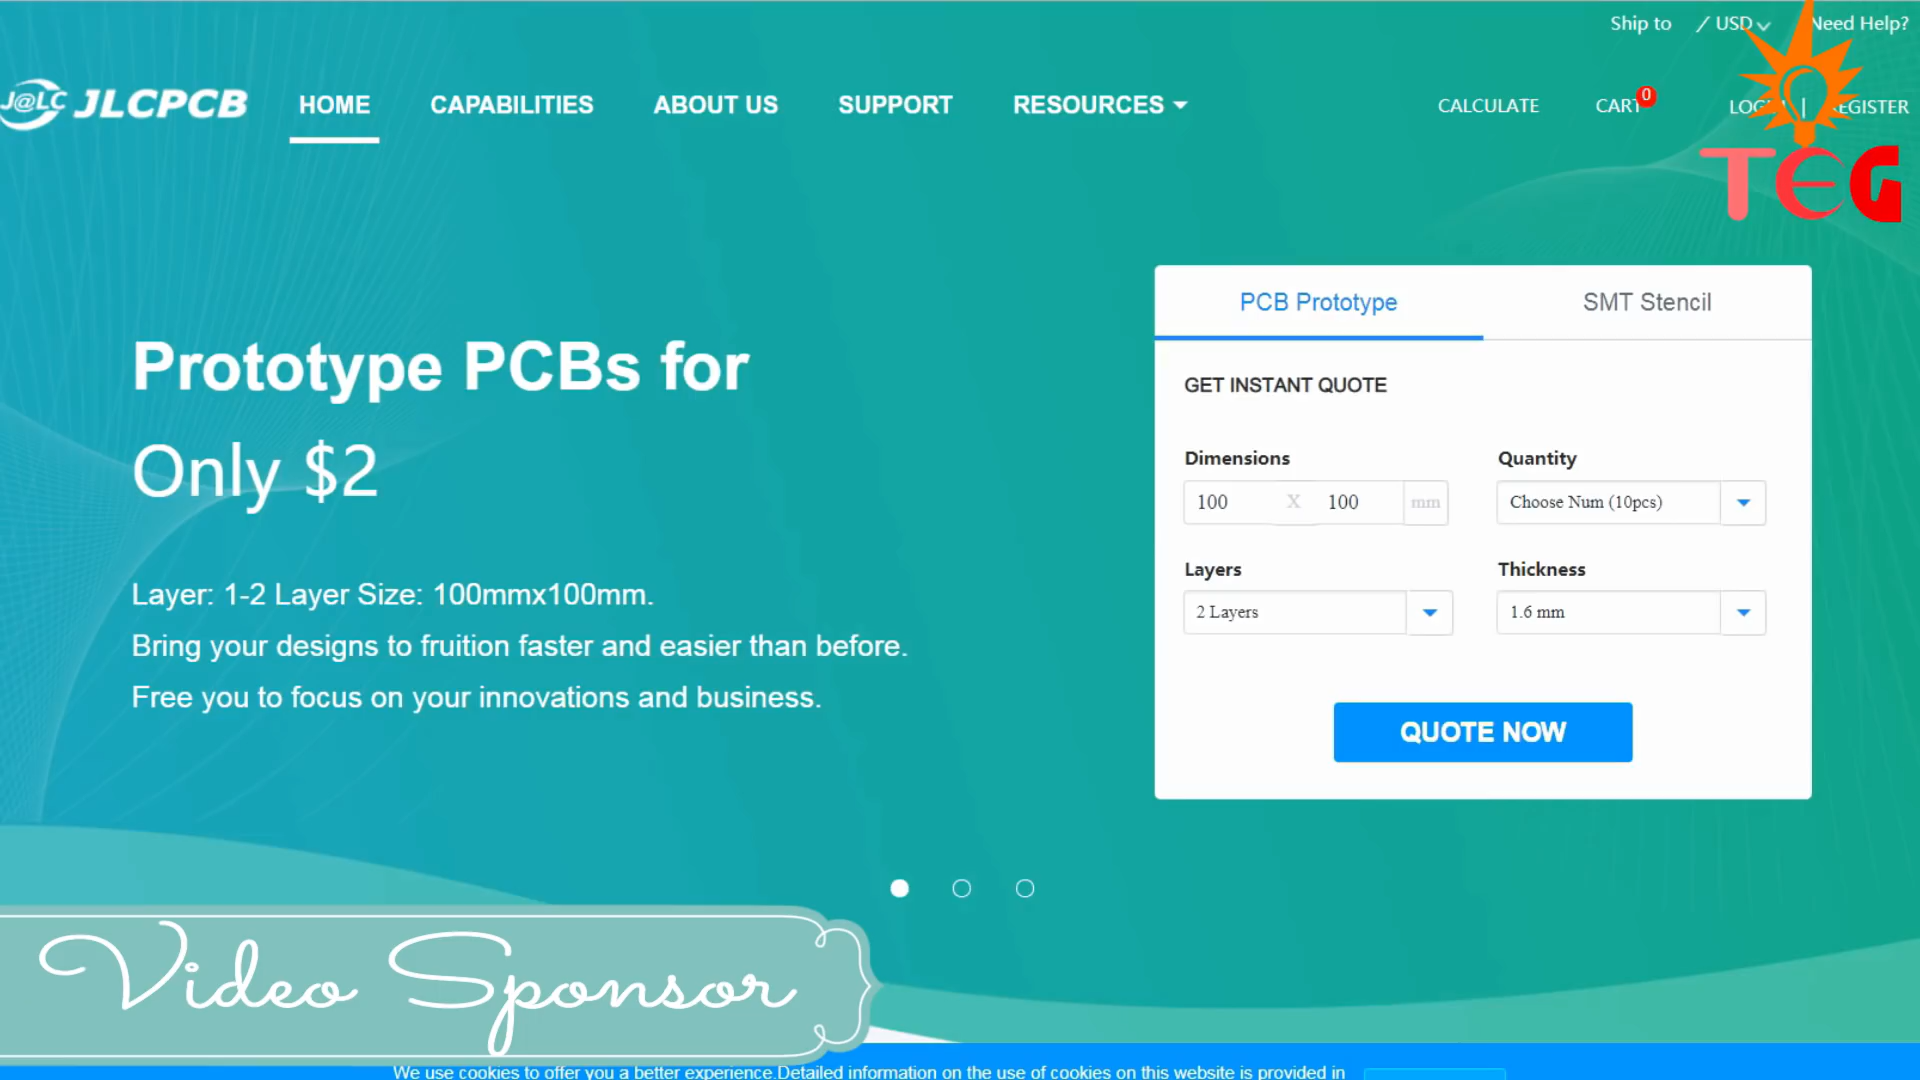 Ship to / USD Need Help?
J@LC JLCPCB HOME CAPABILITIES ABOUT US SUPPORT RESOURCES CALCULATE CART 0 | REGISTER
TEG
PCB Prototype SMT Stencil
Prototype PCBs for
Only $2
GET INSTANT QUOTE
Dimensions Quantity
100 X 100 mm Choose Num (10pcs)
Layers Thickness
2 Layers 1.6 mm
Layer: 1-2 Layer Size: 100mmx100mm.
Bring your designs to fruition faster and easier than before.
Free you to focus on your innovations and business.
QUOTE NOW
Video Sponsor
We use cookies to offer you a better experience.Detailed information on the use of cookies on this website is provided in